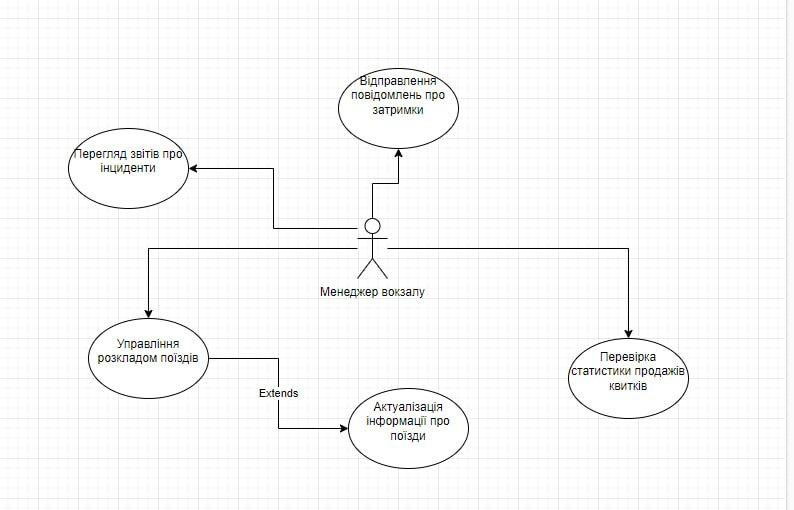 Відправлення
повідомлень про
затримки
Перегляд звітів про
інциденти
Менеджер вокзалу
Управління
розкладом поїздів
Extends
Перевірка
статистики продажів
квитків
Актуалізація
інформації про
поїзди